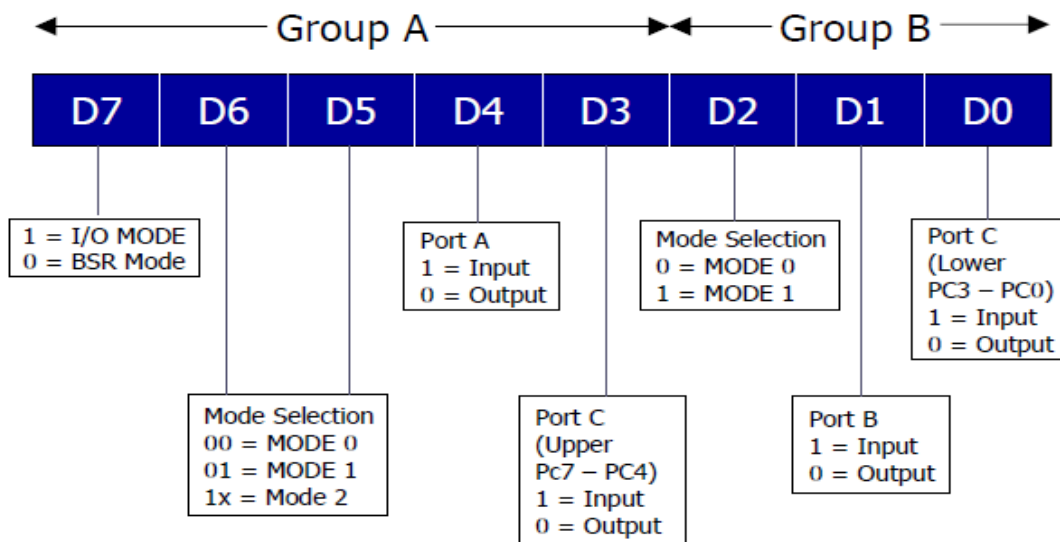 Group A
Group B
D7
D6
D5
D4
D3
D2
D1
D0
1 = I/O MODE
0 = BSR Mode
Port A
1 = Input
0 = Output
Mode Selection
0 = MODE 0
1 = MODE 1
Port C
(Lower
PC3 – PC0)
1 = Input
0 = Output
Mode Selection
00 = MODE 0
01 = MODE 1
1x = Mode 2
Port C
(Upper
Pc7 – PC4)
1 = Input
0 = Output
Port B
1 = Input
0 = Output